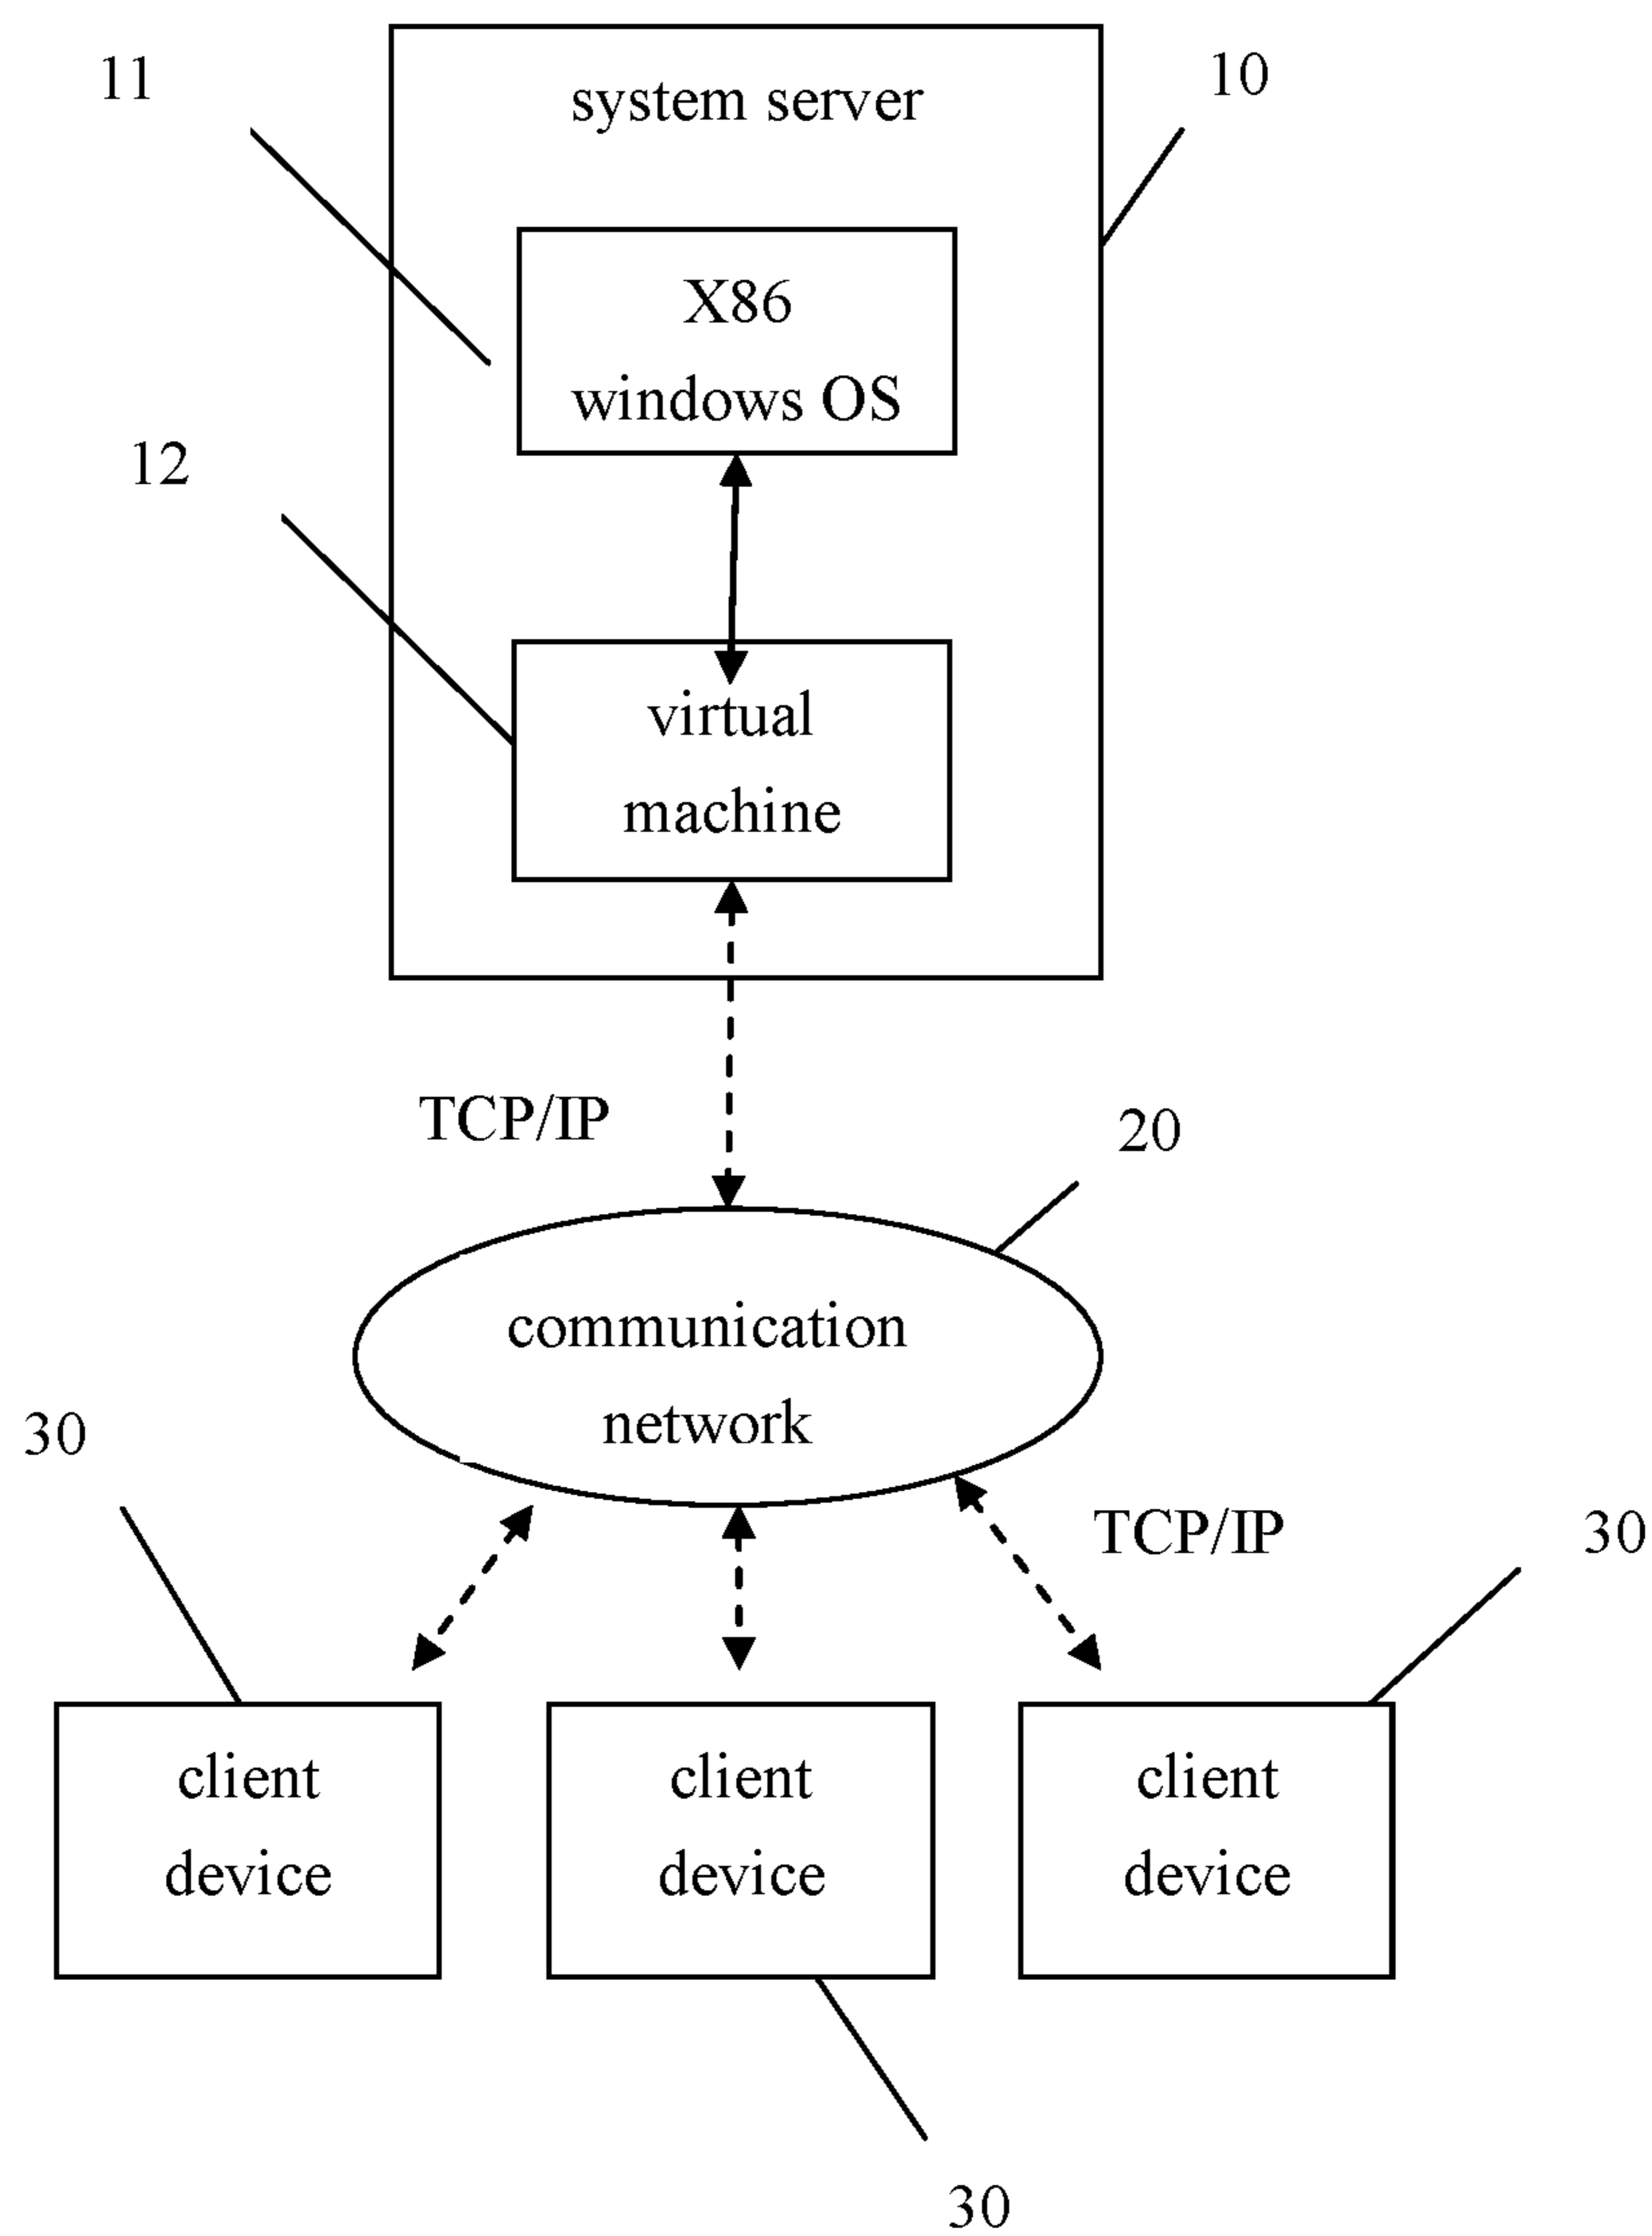 11
10
system server
X86
windows OS
12
virtual
machine
TCP/IP
20
communication
network
30
TCP/IP
30
client
device
client
device
client
device
30